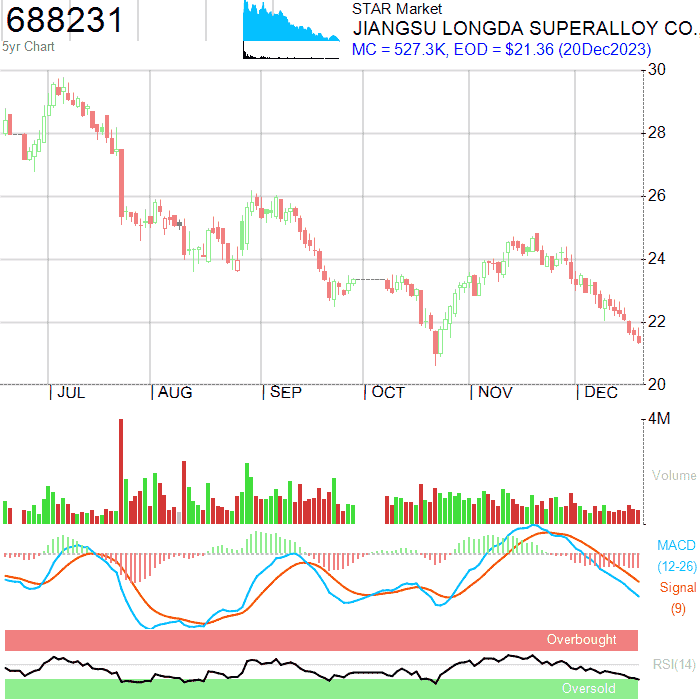 688231
5yr Chart
STAR Market
JIANGSU LONGDA SUPERALLOY CO.
MC = 527.3K, EOD = $21.36 (20Dec2023)
30
28
26
24
22
20
JUL
AUG
SEP
OCT
NOV
DEC
4M
Volume
MACD
(12-26)
Signal
(9)
Overbought
RSI(14)
Oversold